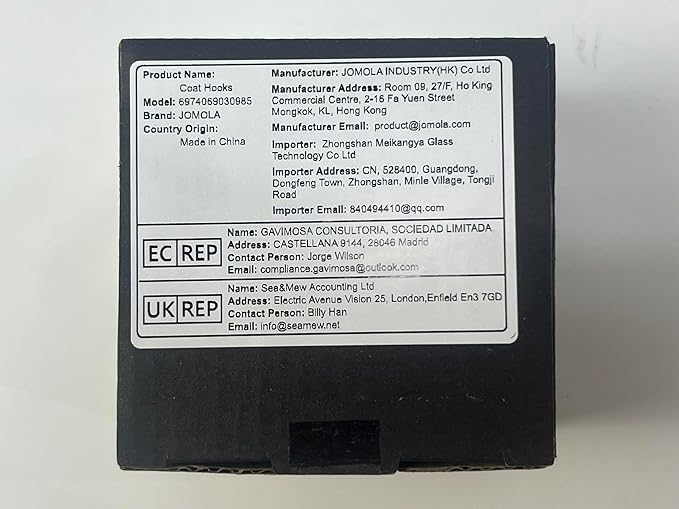 Product Name:
Coat Hooks
Model: 6974069030985
Brand: JOMOLA
Country Origin:
Made in China
Manufacturer: JOMOLA INDUSTRY(HK) Co Ltd
Manufacturer Address: Room 09, 27/F, Ho King
Commercial Centre, 2-16 Fa Yuen Street
Mongkok, KL, Hong Kong
Manufacturer Email: product@jomola.com
Importer: Zhongshan Meikangya Glass
Technology Co Ltd
Importer Address: CN, 528400, Guangdong,
Dongfeng Town, Zhongshan, Minle Village, Tongji
Road
Importer Email: 840494410@qq.com
EC REP
Name: GAVIMOSA CONSULTORIA, SOCIEDAD LIMITADA
Address: CASTELLANA 9144, 28046 Madrid
Contact Person: Jorge Wilson
Email: compliance.gavimosa@outlook.com
UK REP
Name: Sea&Mew Accounting Ltd
Address: Electric Avenue Vision 25, London,Enfield En3 7GD
Contact Person: Billy Han
Email: info@seamew.net